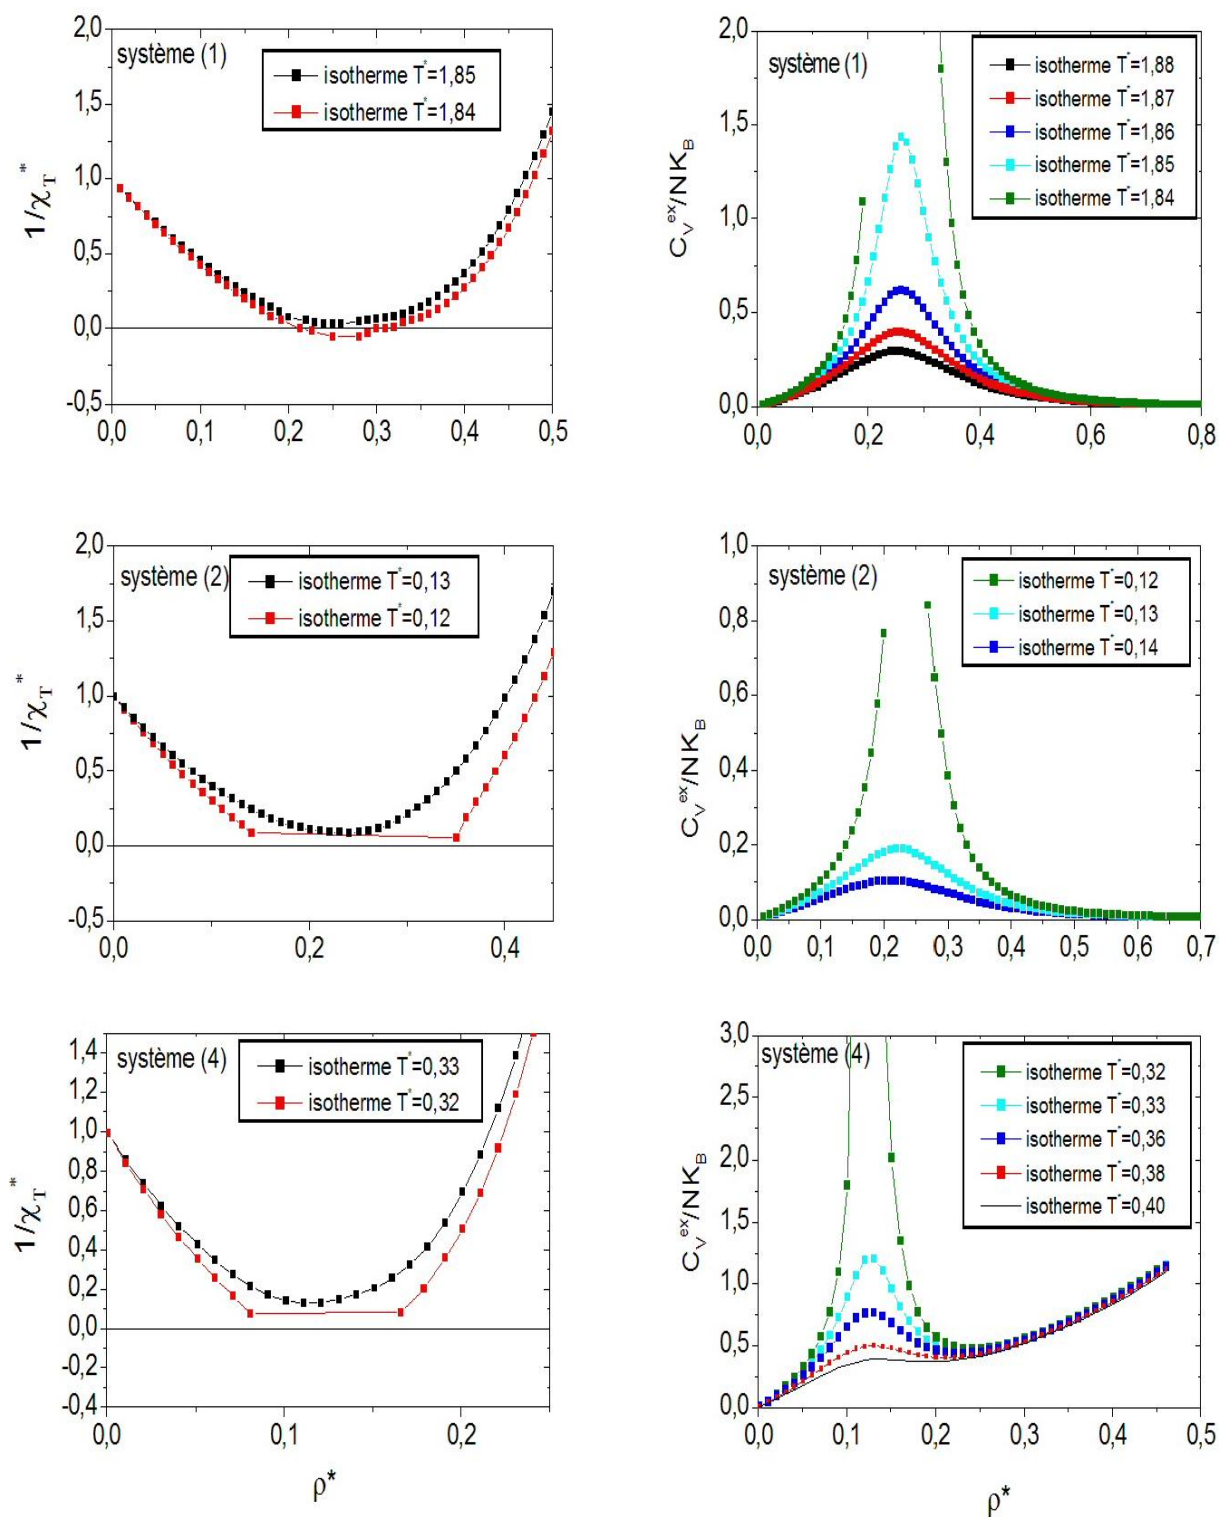 2,0
1,5
1,0
0,5
0,0
-0,5
système (1)
isotherme T*=1,85
isotherme T*=1,84
1/χT*
0,0 0,1 0,2 0,3 0,4 0,5
2,0
1,5
1,0
0,5
0,0
système (1)
isotherme T*=1,88
isotherme T*=1,87
isotherme T*=1,86
isotherme T*=1,85
isotherme T*=1,84
CV^ex/NKB
0,0 0,2 0,4 0,6 0,8
2,0
1,5
1,0
0,5
0,0
-0,5
système (2)
isotherme T*=0,13
isotherme T*=0,12
1/χT*
0,0 0,2 0,4
1,0
0,8
0,6
0,4
0,2
0,0
système (2)
isotherme T*=0,12
isotherme T*=0,13
isotherme T*=0,14
CV^ex/NKB
0,0 0,1 0,2 0,3 0,4 0,5 0,6 0,7
1,4
1,2
1,0
0,8
0,6
0,4
0,2
0,0
-0,2
-0,4
système (4)
isotherme T*=0,33
isotherme T*=0,32
1/χT*
0,0 0,1 0,2
ρ*
3,0
2,5
2,0
1,5
1,0
0,5
0,0
système (4)
isotherme T*=0,32
isotherme T*=0,33
isotherme T*=0,36
isotherme T*=0,38
isotherme T*=0,40
CV^ex/NKB
0,0 0,1 0,2 0,3 0,4 0,5
ρ*